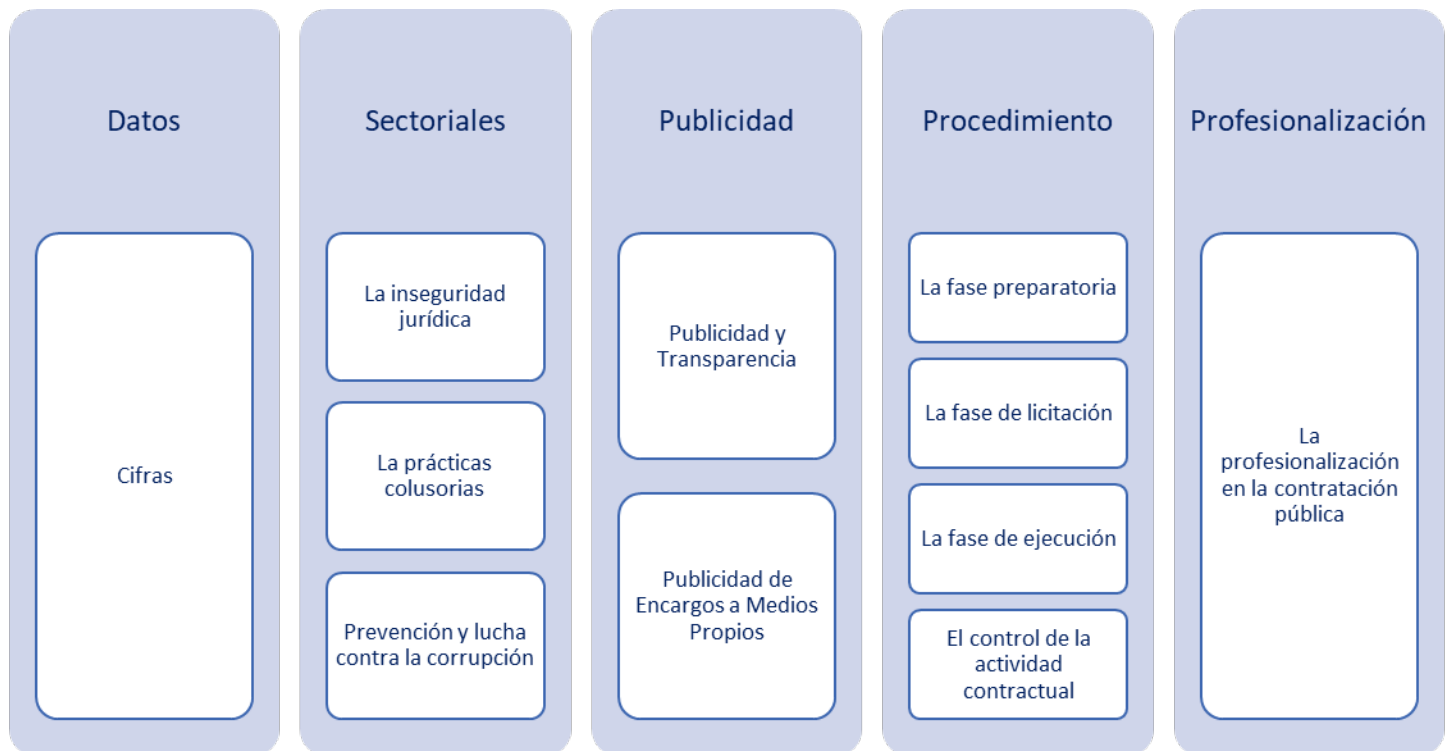 Datos
Cifras
Sectoriales
La inseguridad
jurídica
La prácticas
colusorias
Prevención y lucha
contra la corrupción
Publicidad
Publicidad y
Transparencia
Publicidad de
Encargos a Medios
Propios
Procedimiento
La fase preparatoria
La fase de licitación
La fase de ejecución
El control de la
actividad
contractual
Profesionalización
La
profesionalización
en la contratación
pública